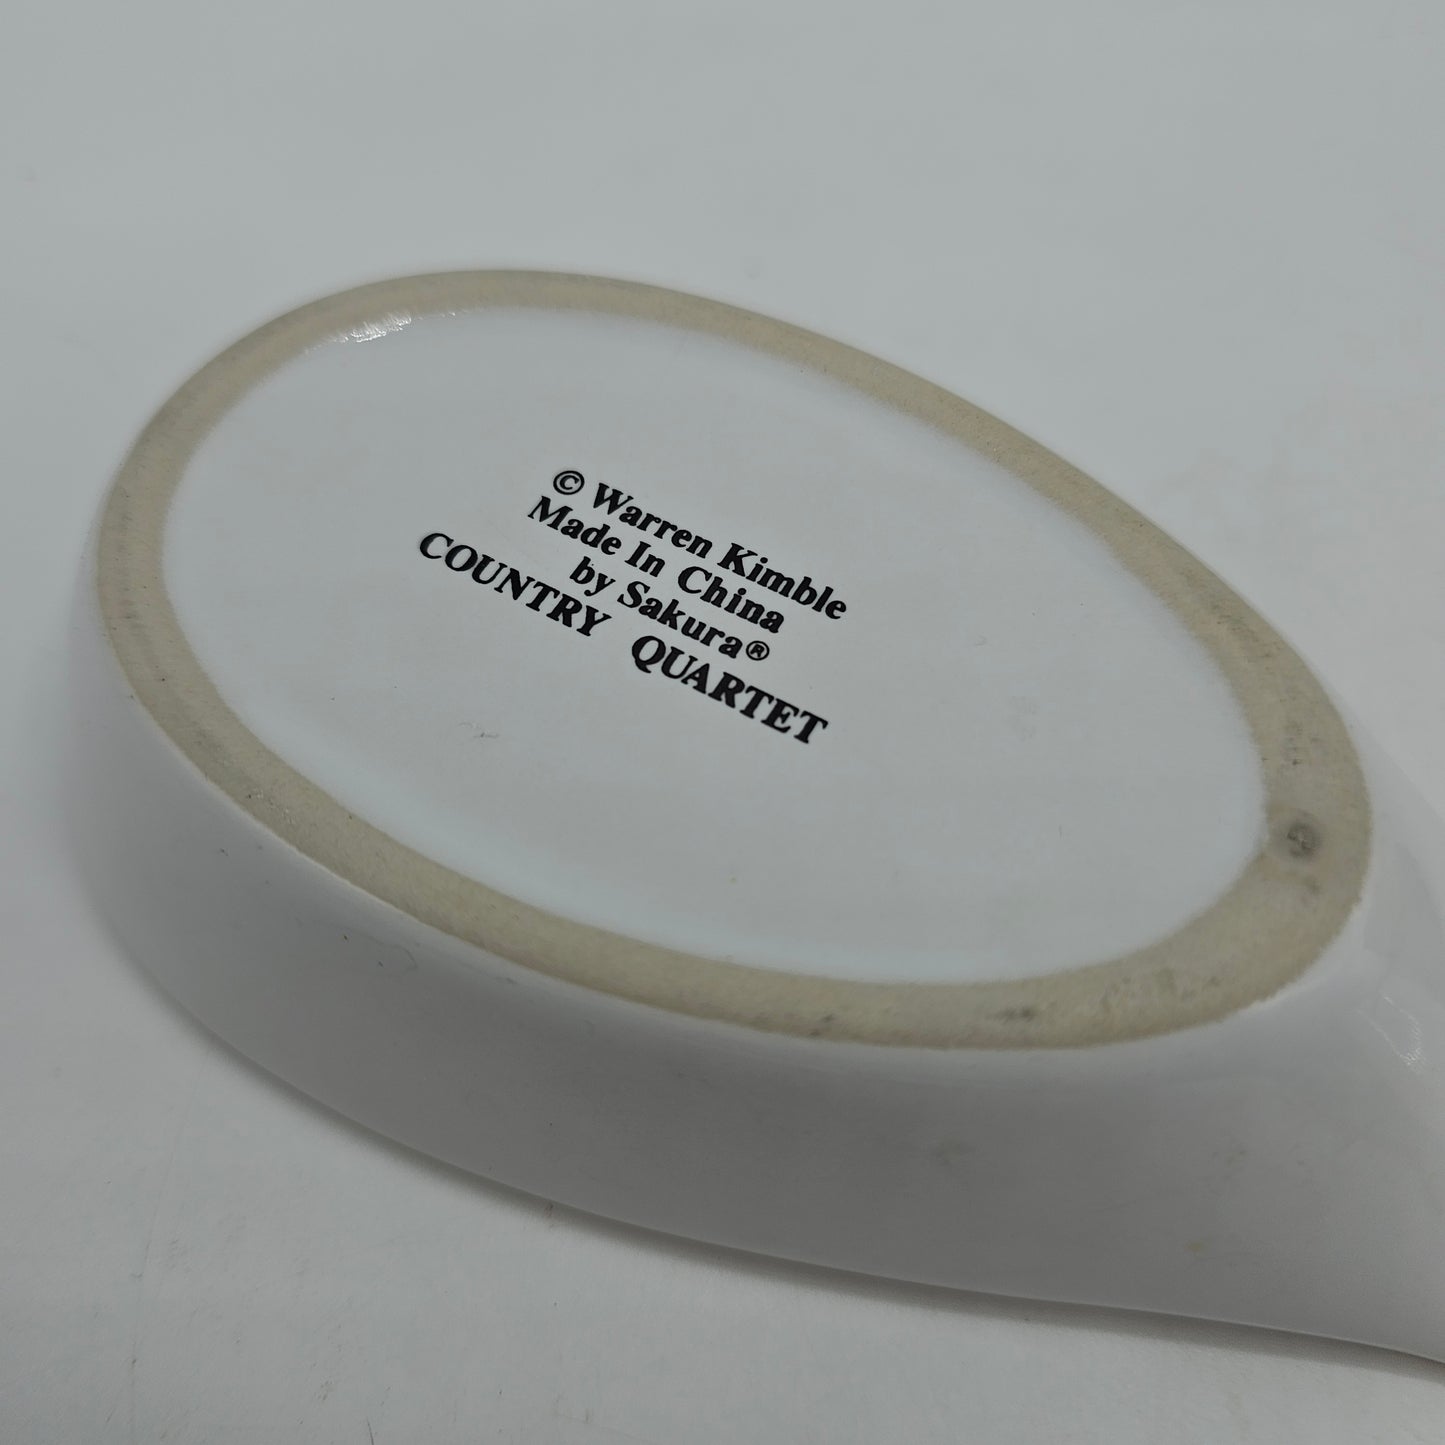 © Warren Kimble
Made In China
by Sakura®
COUNTRY QUARTET